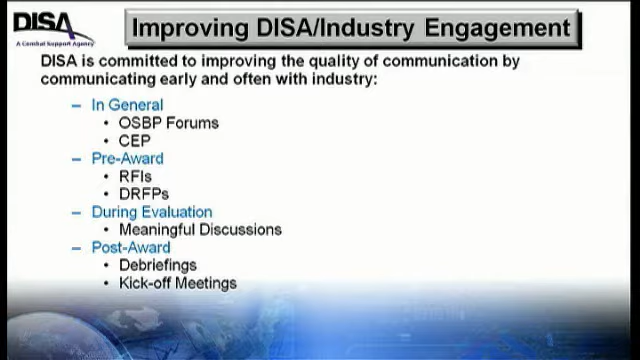 DISA
A Combat Support Agency
Improving DISA/Industry Engagement
DISA is committed to improving the quality of communication by
communicating early and often with industry:
– In General
• OSBP Forums
• CEP
– Pre-Award
• RFIs
• DRFPs
– During Evaluation
• Meaningful Discussions
– Post-Award
• Debriefings
• Kick-off Meetings